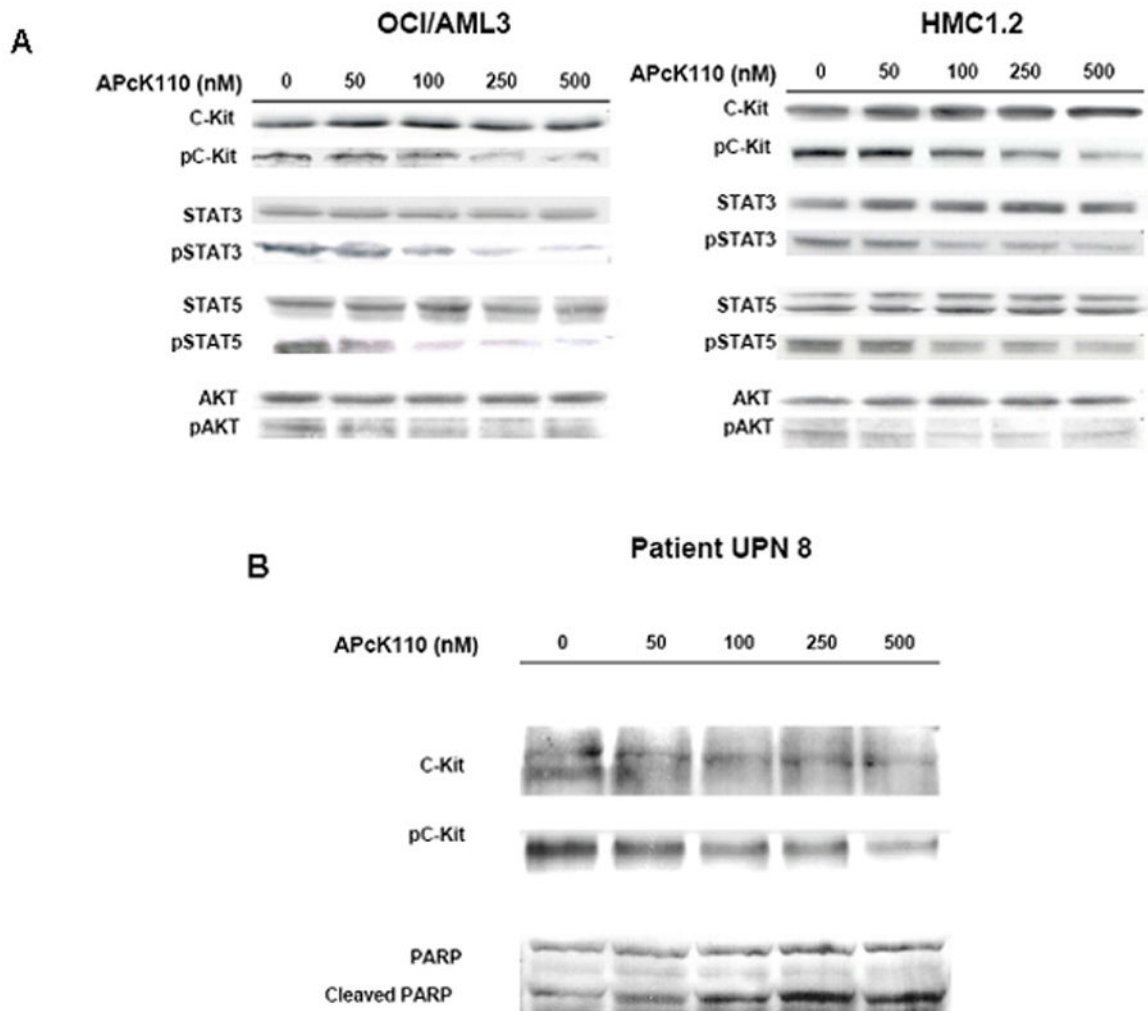 A
OCI/AML3
APcK110 (nM) 0 50 100 250 500
C-Kit
pC-Kit
STAT3
pSTAT3
STAT5
pSTAT5
AKT
pAKT
HMC1.2
APcK110 (nM) 0 50 100 250 500
C-Kit
pC-Kit
STAT3
pSTAT3
STAT5
pSTAT5
AKT
pAKT
B
Patient UPN 8
APcK110 (nM) 0 50 100 250 500
C-Kit
pC-Kit
PARP
Cleaved PARP